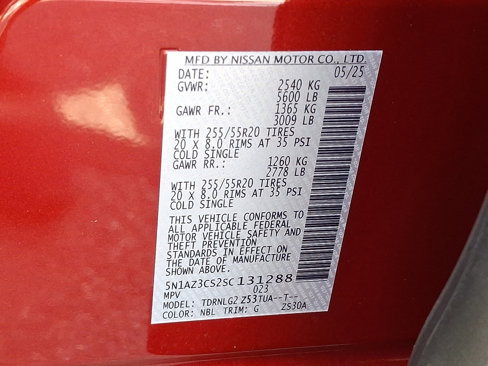 MFD BY NISSAN MOTOR CO., LTD.
DATE: 05/25
GVWR: 2540 KG
5600 LB
GAWR FR.: 1365 KG
3009 LB
WITH 255/55R20 TIRES
20 X 8.0 RIMS AT 35 PSI
COLD SINGLE
GAWR RR.: 1260 KG
2778 LB
WITH 255/55R20 TIRES
20 X 8.0 RIMS AT 35 PSI
COLD SINGLE
THIS VEHICLE CONFORMS TO
ALL APPLICABLE FEDERAL
MOTOR VEHICLE SAFETY AND
THEFT PREVENTION
STANDARDS IN EFFECT ON
THE DATE OF MANUFACTURE
SHOWN ABOVE.
5N1AZ3CS2SC131288
MPV 023
MODEL: TDRNLG2 Z53TUA--T--
COLOR: NBL TRIM: G ZS30A